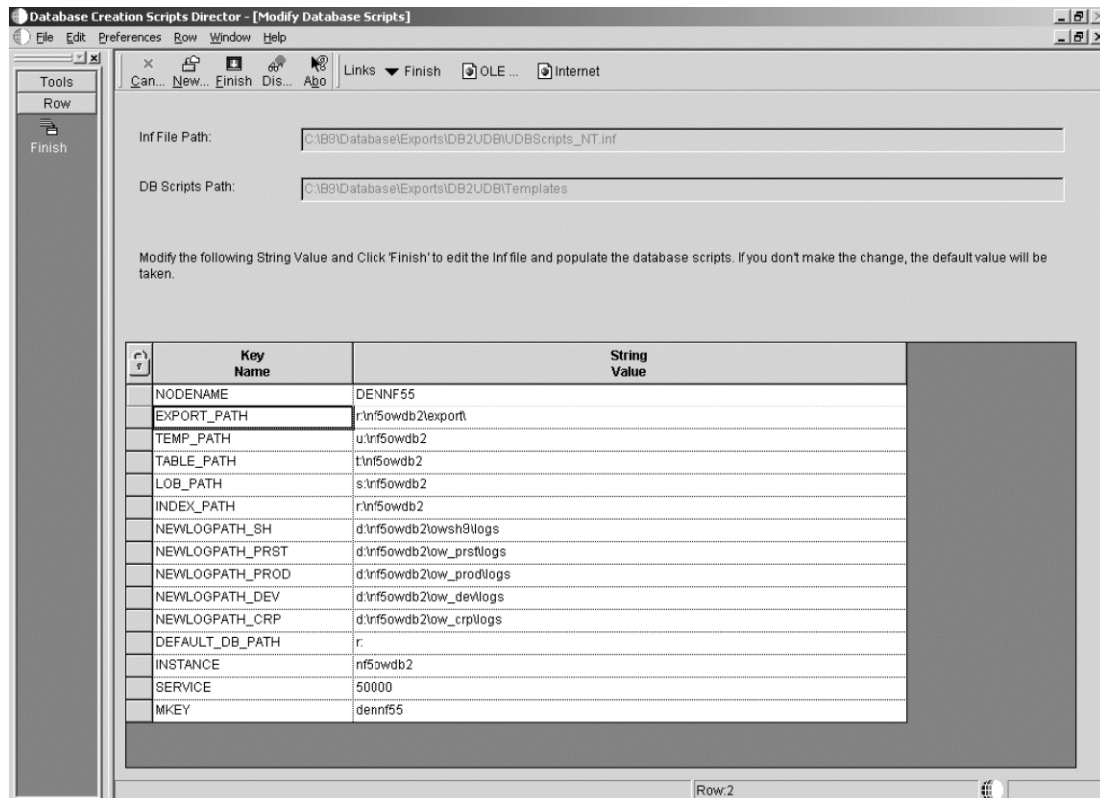 Database Creation Scripts Director - [Modify Database Scripts]
File Edit Preferences Row Window Help
Tools
Row
Finish
Can... New... Finish Dis... Abo Links Finish OLE ... Internet
Inf File Path: C:\B9\Database\Exports\DB2UDB\UDBScripts_NT.inf
DB Scripts Path: C:\B9\Database\Exports\DB2UDB\Templates
Modify the following String Value and Click 'Finish' to edit the Inf file and populate the database scripts. If you don't make the change, the default value will be
taken.
Key Name String Value
NODENAME DENNF55
EXPORT_PATH r:\nf5owdb2\export\
TEMP_PATH u:\nf5owdb2
TABLE_PATH t:\nf5owdb2
LOB_PATH s:\nf5owdb2
INDEX_PATH r:\nf5owdb2
NEWLOGPATH_SH d:\nf5owdb2\owsh9\logs
NEWLOGPATH_PRST d:\nf5owdb2\ow_prst\logs
NEWLOGPATH_PROD d:\nf5owdb2\ow_prod\logs
NEWLOGPATH_DEV d:\nf5owdb2\ow_dev\logs
NEWLOGPATH_CRP d:\nf5owdb2\ow_crp\logs
DEFAULT_DB_PATH r:
INSTANCE nf5owdb2
SERVICE 50000
MKEY dennf55
Row:2